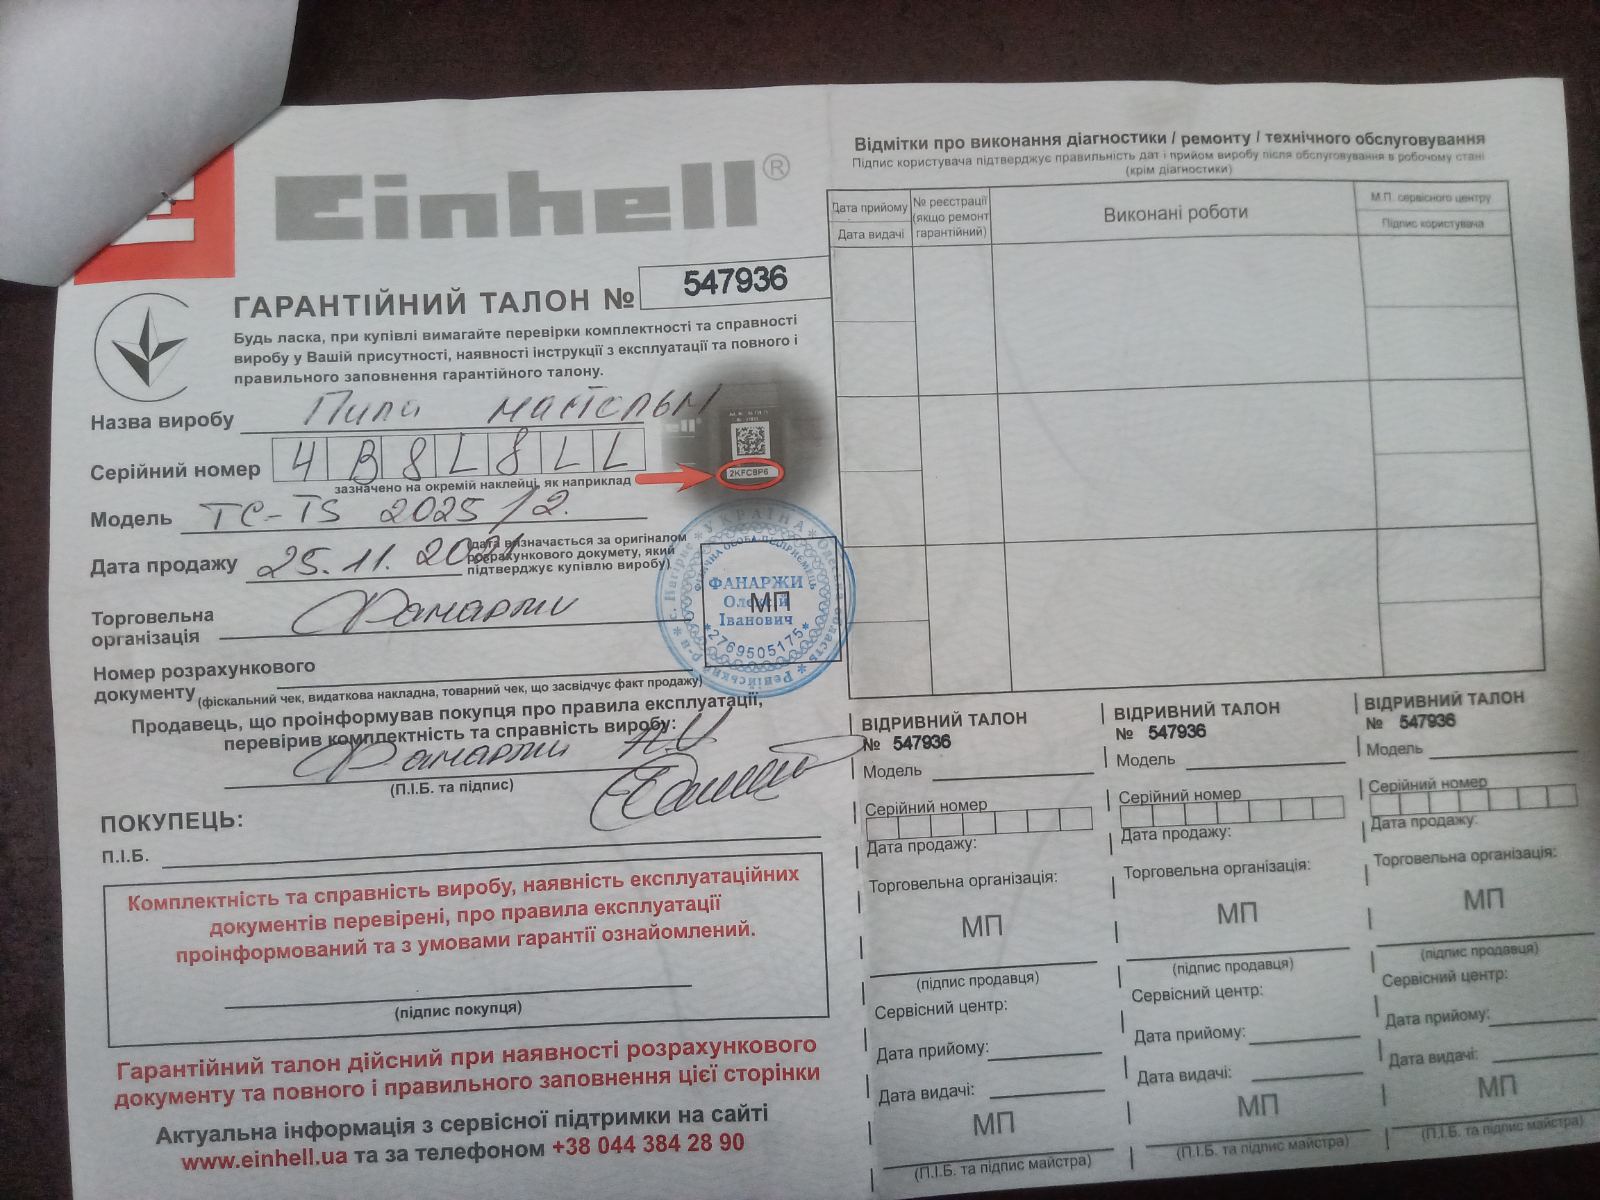 Einhell®
ГАРАНТІЙНИЙ ТАЛОН № 547936
Будь ласка, при купівлі вимагайте перевірки комплектності та справності
виробу у Вашій присутності, наявності інструкції з експлуатації та повного і
правильного заповнення гарантійного талону.
Назва виробу Пила
Серійний номер 4B8L8LL
зазначено на окремій наклейці, як наприклад
2KFC8P6
Модель TC-TS 2025/2.
Дата продажу 25.11.2021
(дата визначається за оригіналом
розрахункового докумету, який
підтверджує купівлю виробу)
Торговельна
організація Фанаржи
УКРАЇНА
ФАНАРЖИ
Олексій
Іванович
*2769505175*
МП
Номер розрахункового
документу
(фіскальний чек, видаткова накладна, товарний чек, що засвідчує факт продажу)
Продавець, що проінформував покупця про правила експлуатації,
перевірив комплектність та справність виробу:
Фанаржи
(П.І.Б. та підпис)
ПОКУПЕЦЬ:
П.І.Б.
Комплектність та справність виробу, наявність експлуатаційних
документів перевірені, про правила експлуатації
проінформований та з умовами гарантії ознайомлений.
(підпис покупця)
Гарантійний талон дійсний при наявності розрахункового
документу та повного і правильного заповнення цієї сторінки
Актуальна інформація з сервісної підтримки на сайті
www.einhell.ua та за телефоном +38 044 384 28 90
Відмітки про виконання діагностики / ремонту / технічного обслуговування
Підпис користувача підтверджує правильність дат і прийом виробу після обслуговування в робочому стані
(крім діагностики)
Дата прийому
Дата видачі
№ реєстрації
(якщо ремонт
гарантійний)
Виконані роботи
М.П. сервісного центру
Підпис користувача
ВІДРИВНИЙ ТАЛОН
№ 547936
Модель
Серійний номер
Дата продажу:
Торговельна організація:
МП
(підпис продавця)
Сервісний центр:
Дата прийому:
Дата видачі:
МП
(П.І.Б. та підпис майстра)
ВІДРИВНИЙ ТАЛОН
№ 547936
Модель
Серійний номер
Дата продажу:
Торговельна організація:
МП
(підпис продавця)
Сервісний центр:
Дата прийому:
Дата видачі:
МП
(П.І.Б. та підпис майстра)
ВІДРИВНИЙ ТАЛОН
№ 547936
Модель
Серійний номер
Дата продажу:
Торговельна організація:
МП
(підпис продавця)
Сервісний центр:
Дата прийому:
Дата видачі:
МП
(П.І.Б. та підпис майстра)